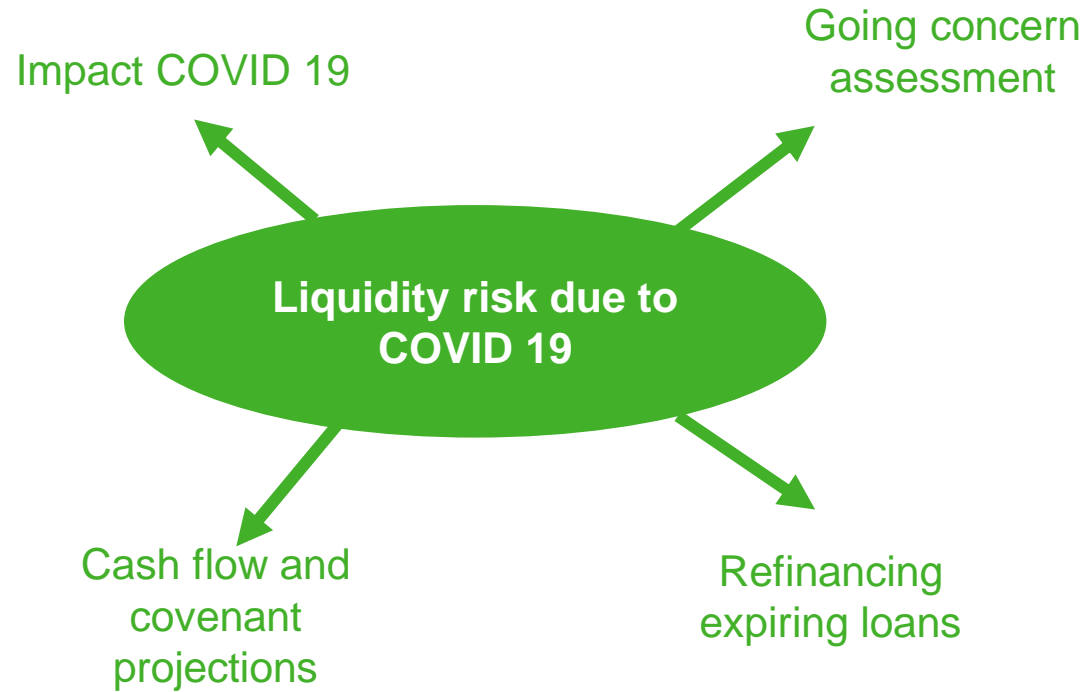 Impact COVID 19
Going concern
assessment
Liquidity risk due to
COVID 19
Cash flow and
covenant
projections
Refinancing
expiring loans